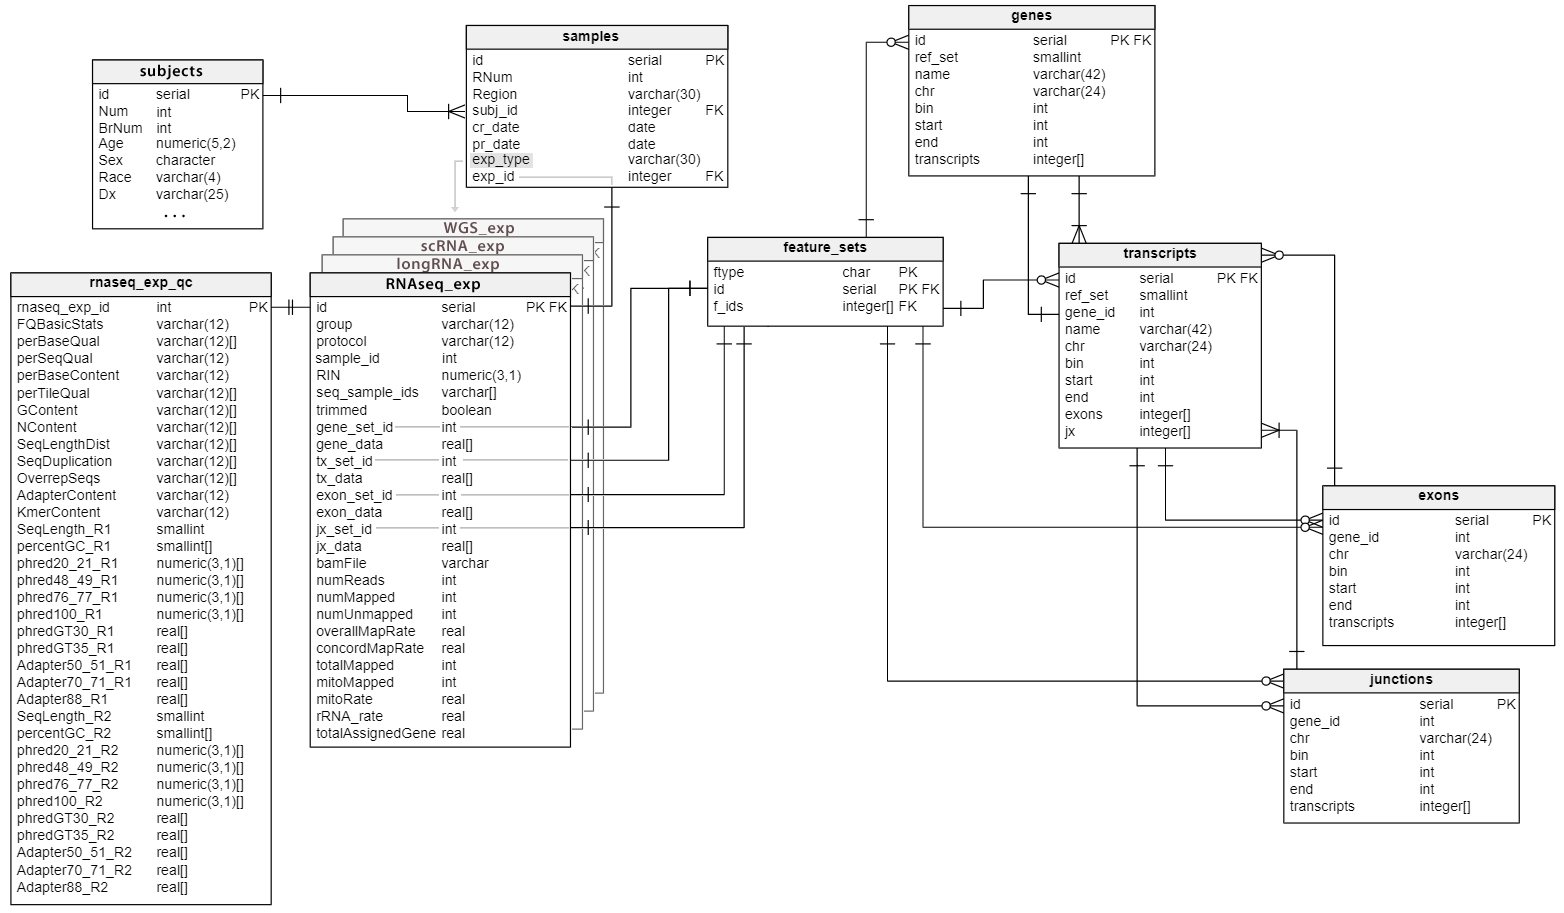 subjects
id serial PK
Num int
BrNum int
Age numeric(5,2)
Sex character
Race varchar(4)
Dx varchar(25)
...
samples
id serial PK
RNum int
Region varchar(30)
subj_id integer FK
cr_date date
pr_date date
exp_type varchar(30)
exp_id integer FK
genes
id serial PK FK
ref_set smallint
name varchar(42)
chr varchar(24)
bin int
start int
end int
transcripts integer[]
WGS_exp
scRNA_exp
K
longRNA_exp
K
K
rnaseq_exp_qc
rnaseq_exp_id int PK
FQBasicStats varchar(12)
perBaseQual varchar(12)[]
perSeqQual varchar(12)
perBaseContent varchar(12)
perTileQual varchar(12)[]
GContent varchar(12)[]
NContent varchar(12)[]
SeqLengthDist varchar(12)[]
SeqDuplication varchar(12)[]
OverrepSeqs varchar(12)[]
AdapterContent varchar(12)
KmerContent varchar(12)
SeqLength_R1 smallint
percentGC_R1 smallint[]
phred20_21_R1 numeric(3,1)[]
phred48_49_R1 numeric(3,1)[]
phred76_77_R1 numeric(3,1)[]
phred100_R1 numeric(3,1)[]
phredGT30_R1 real[]
phredGT35_R1 real[]
Adapter50_51_R1 real[]
Adapter70_71_R1 real[]
Adapter88_R1 real[]
SeqLength_R2 smallint
percentGC_R2 smallint[]
phred20_21_R2 numeric(3,1)[]
phred48_49_R2 numeric(3,1)[]
phred76_77_R2 numeric(3,1)[]
phred100_R2 numeric(3,1)[]
phredGT30_R2 real[]
phredGT35_R2 real[]
Adapter50_51_R2 real[]
Adapter70_71_R2 real[]
Adapter88_R2 real[]
RNAseq_exp
id serial PK FK
group varchar(12)
protocol varchar(12)
sample_id int
RIN numeric(3,1)
seq_sample_ids varchar[]
trimmed boolean
gene_set_id int
gene_data real[]
tx_set_id int
tx_data real[]
exon_set_id int
exon_data real[]
jx_set_id int
jx_data real[]
bamFile varchar
numReads int
numMapped int
numUnmapped int
overallMapRate real
concordMapRate real
totalMapped int
mitoMapped int
mitoRate real
rRNA_rate real
totalAssignedGene real
feature_sets
ftype char PK
id serial PK FK
f_ids integer[] FK
transcripts
id serial PK FK
ref_set smallint
gene_id int
name varchar(42)
chr varchar(24)
bin int
start int
end int
exons integer[]
jx integer[]
exons
id serial PK
gene_id int
chr varchar(24)
bin int
start int
end int
transcripts integer[]
junctions
id serial PK
gene_id int
chr varchar(24)
bin int
start int
end int
transcripts integer[]